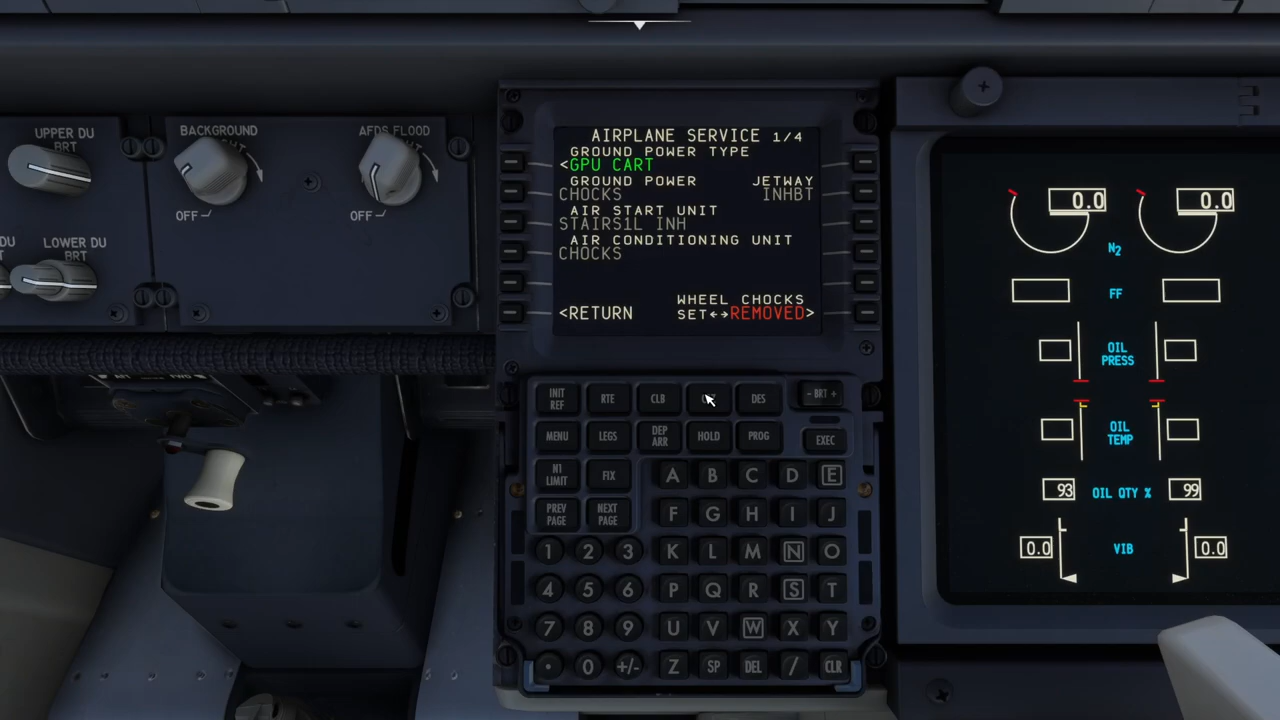 UPPER DU
BRT
BACKGROUND
OFF
AFDS FLOOD
OFF
DU
LOWER DU
BRT
AIRPLANE SERVICE 1/4
GROUND POWER TYPE
<GPU CART
GROUND POWER JETWAY
CHOCKS INHBT
AIR START UNIT
STAIRS1L INH
AIR CONDITIONING UNIT
CHOCKS
WHEEL CHOCKS
<RETURN SET←→REMOVED>
INIT REF
RTE
CLB
DES
- BRT +
MENU
LEGS
DEP ARR
HOLD
PROG
EXEC
N1 LIMIT
FIX
A B C D E
PREV PAGE
NEXT PAGE
F G H I J
1 2 3 K L M N O
4 5 6 P Q R S T
7 8 9 U V W X Y
. 0 +/- Z SP DEL / CLR
0.0 0.0
N2
FF
OIL PRESS
OIL TEMP
93 OIL QTY % 99
0.0 VIB 0.0